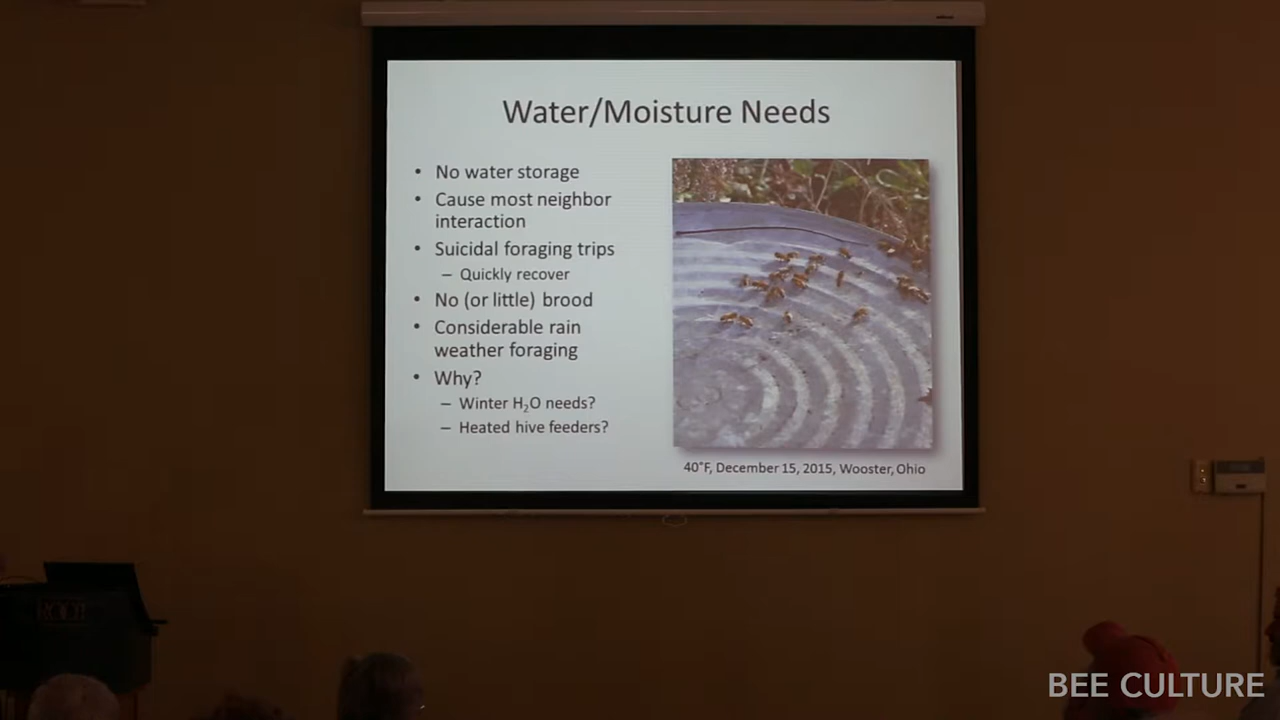 Water/Moisture Needs
• No water storage
• Cause most neighbor
interaction
• Suicidal foraging trips
– Quickly recover
• No (or little) brood
• Considerable rain
weather foraging
• Why?
– Winter H₂O needs?
– Heated hive feeders?
40°F, December 15, 2015, Wooster, Ohio
ROOT
BEE CULTURE